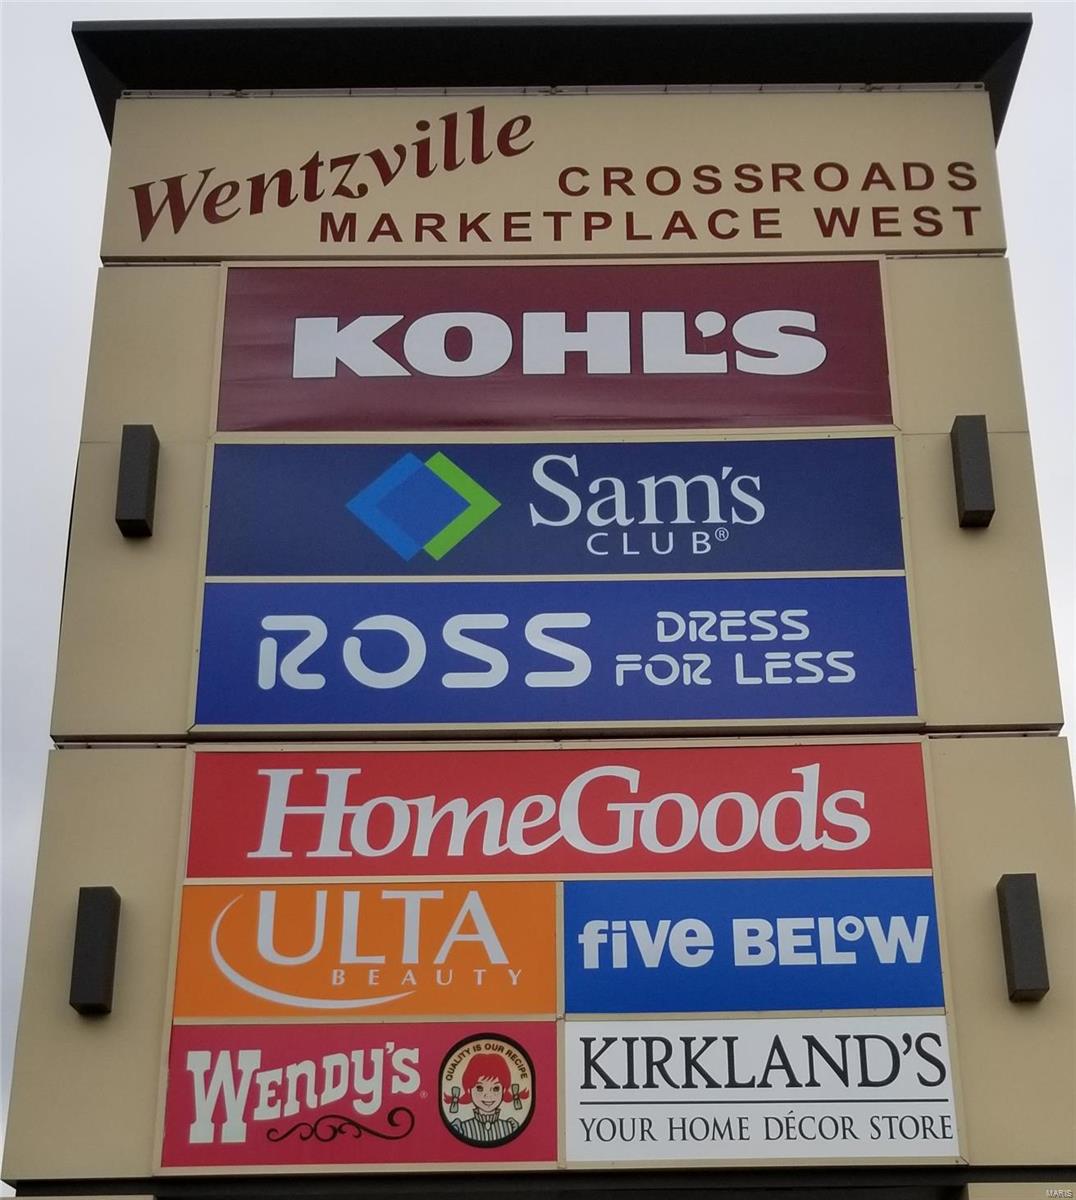 Wentzville
CROSSROADS
MARKETPLACE WEST
KOHL'S
Sam's
CLUB®
ROSS
DRESS
FOR LESS
HomeGoods
ULTA
BEAUTY
five BELOW
WENDY'S
QUALITY IS OUR RECIPE
KIRKLAND'S
YOUR HOME DÉCOR STORE
MARIS